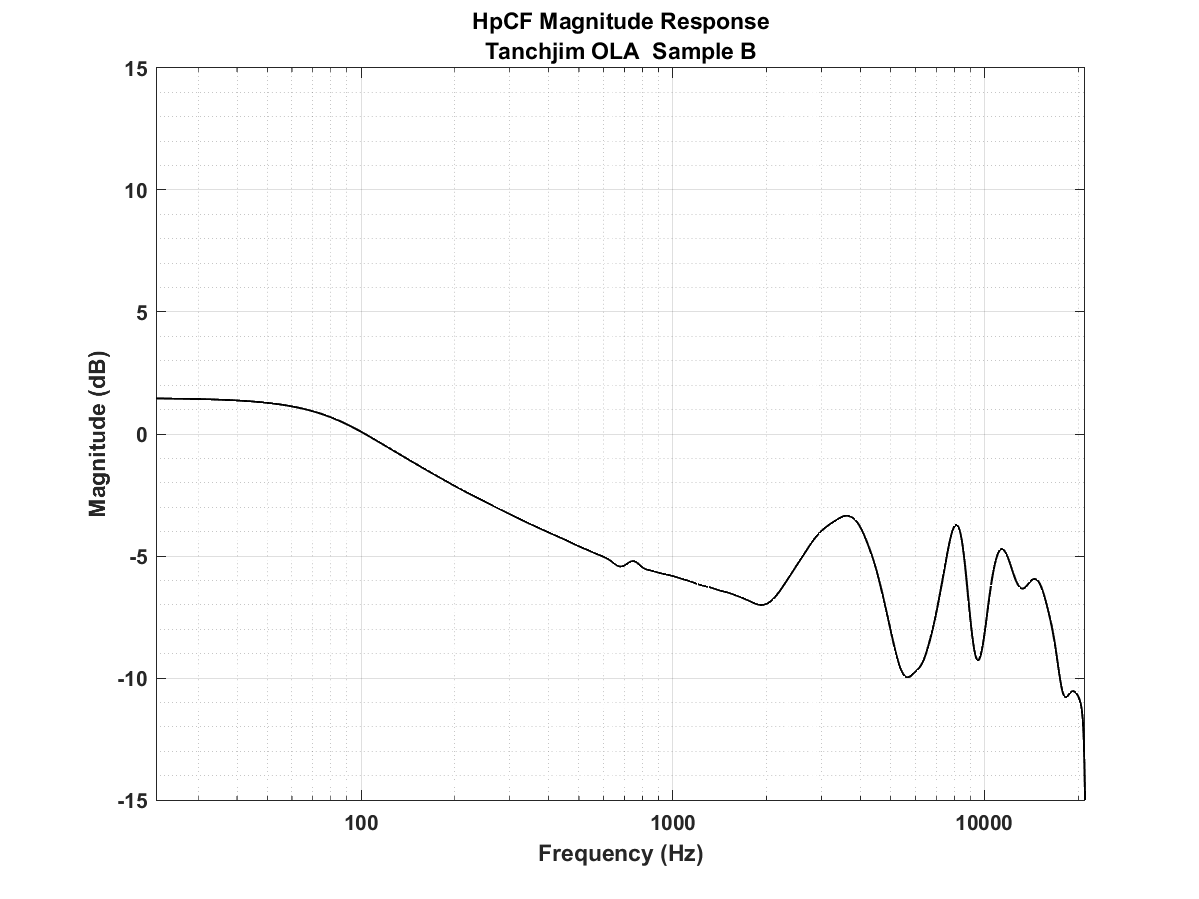 HpCF Magnitude Response
Tanchjim OLA  Sample B
15
10
5
0
-5
-10
-15
Magnitude (dB)
100
1000
10000
Frequency (Hz)